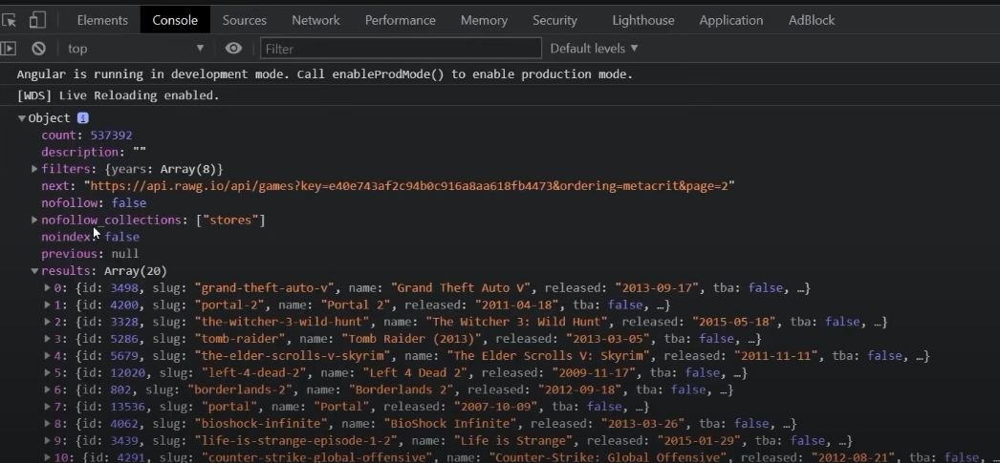 Elements Console Sources Network Performance Memory Security Lighthouse Application AdBlock
top Filter Default levels
Angular is running in development mode. Call enableProdMode() to enable production mode.
[WDS] Live Reloading enabled.
Object i
count: 537392
description: ""
filters: {years: Array(8)}
next: "https://api.rawg.io/api/games?key=e40e743af2c94b0c916a8aa618fb4473&ordering=metacrit&page=2"
nofollow: false
nofollow_collections: ["stores"]
noindex: false
previous: null
results: Array(20)
0: {id: 3498, slug: "grand-theft-auto-v", name: "Grand Theft Auto V", released: "2013-09-17", tba: false, …}
1: {id: 4200, slug: "portal-2", name: "Portal 2", released: "2011-04-18", tba: false, …}
2: {id: 3328, slug: "the-witcher-3-wild-hunt", name: "The Witcher 3: Wild Hunt", released: "2015-05-18", tba: false, …}
3: {id: 5286, slug: "tomb-raider", name: "Tomb Raider (2013)", released: "2013-03-05", tba: false, …}
4: {id: 5679, slug: "the-elder-scrolls-v-skyrim", name: "The Elder Scrolls V: Skyrim", released: "2011-11-11", tba: false, …}
5: {id: 12020, slug: "left-4-dead-2", name: "Left 4 Dead 2", released: "2009-11-17", tba: false, …}
6: {id: 802, slug: "borderlands-2", name: "Borderlands 2", released: "2012-09-18", tba: false, …}
7: {id: 13536, slug: "portal", name: "Portal", released: "2007-10-09", tba: false, …}
8: {id: 4062, slug: "bioshock-infinite", name: "BioShock Infinite", released: "2013-03-26", tba: false, …}
9: {id: 3439, slug: "life-is-strange-episode-1-2", name: "Life is Strange", released: "2015-01-29", tba: false, …}
10: {id: 4291, slug: "counter-strike-global-offensive", name: "Counter-Strike: Global Offensive", released: "2012-08-21", tba: false, …